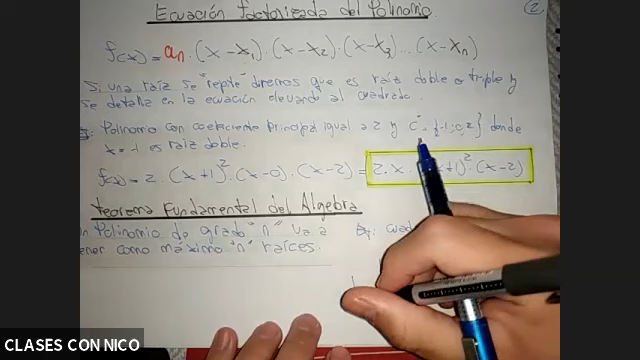 Ecuación factorizada del Polinomio
2
f(x) = an · (x - x1) · (x - x2) · (x - x3) ... (x - xn)
Si una raíz se "repite" diremos que es raíz doble o triple y
se detalla en la ecuación elevando al cuadrado.
Polinomio con coeficiente principal igual a 2 y C° = {-1; 0; 2} donde
x = -1 es raíz doble.
f(x) = 2 · (x+1)² · (x-0) · (x-2) = 2 · x · x+1)² · (x-2)
Teorema Fundamental del Álgebra
un Polinomio de grado "n" va a
ener como máximo "n" raíces.
CLASES CON NICO